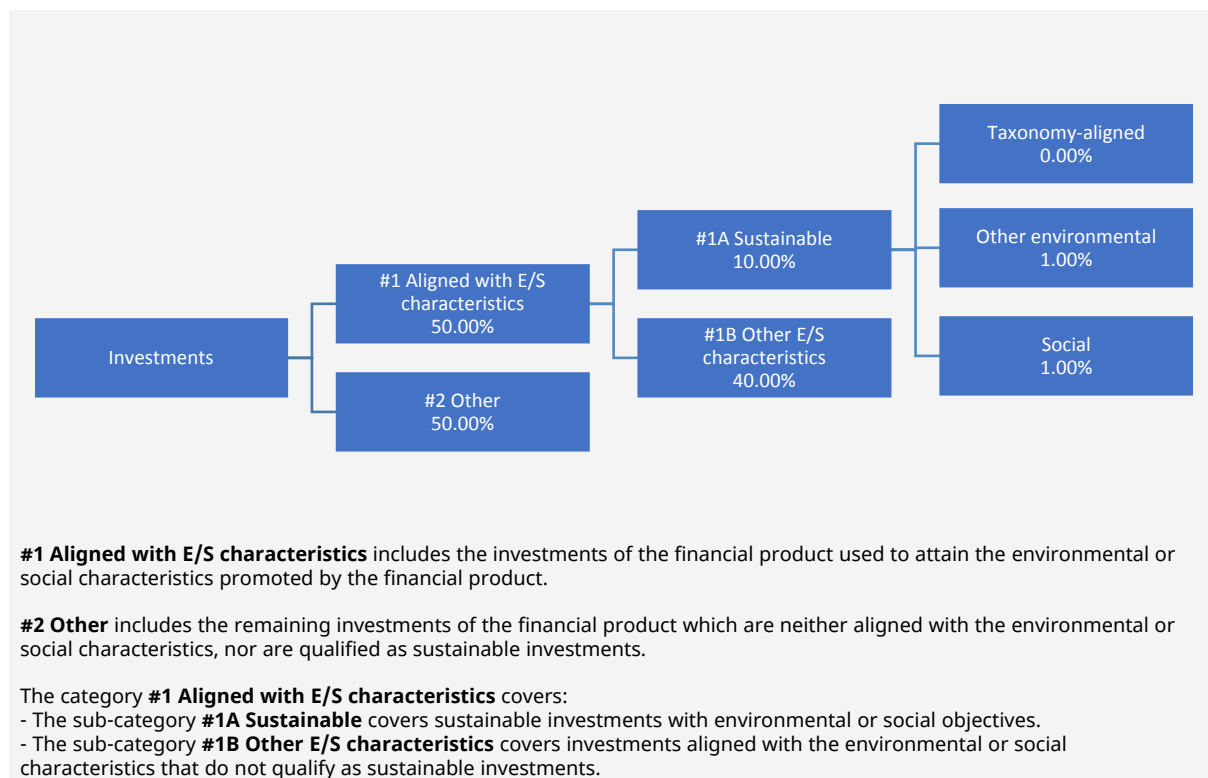 Investments
#1 Aligned with E/S
characteristics
50.00%
#2 Other
50.00%
#1A Sustainable
10.00%
#1B Other E/S
characteristics
40.00%
Taxonomy-aligned
0.00%
Other environmental
1.00%
Social
1.00%
#1 Aligned with E/S characteristics includes the investments of the financial product used to attain the environmental or
social characteristics promoted by the financial product.
#2 Other includes the remaining investments of the financial product which are neither aligned with the environmental or
social characteristics, nor are qualified as sustainable investments.
The category #1 Aligned with E/S characteristics covers:
- The sub-category #1A Sustainable covers sustainable investments with environmental or social objectives.
- The sub-category #1B Other E/S characteristics covers investments aligned with the environmental or social
characteristics that do not qualify as sustainable investments.